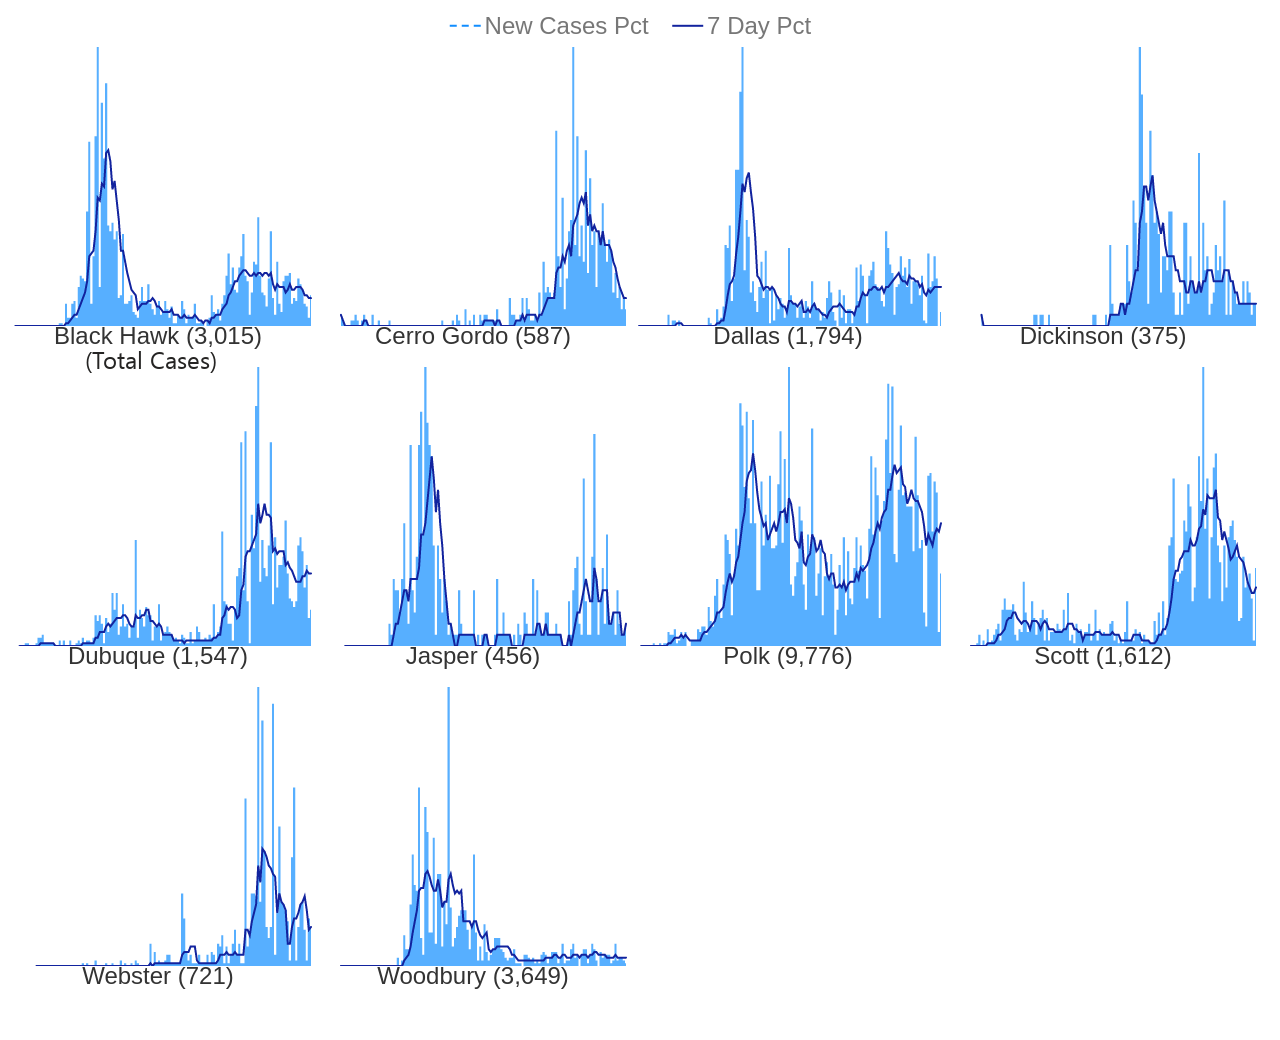 New Cases Pct 7 Day Pct
Black Hawk (3,015) Cerro Gordo (587) Dallas (1,794) Dickinson (375)
(Total Cases)
Dubuque (1,547) Jasper (456) Polk (9,776) Scott (1,612)
Webster (721) Woodbury (3,649)